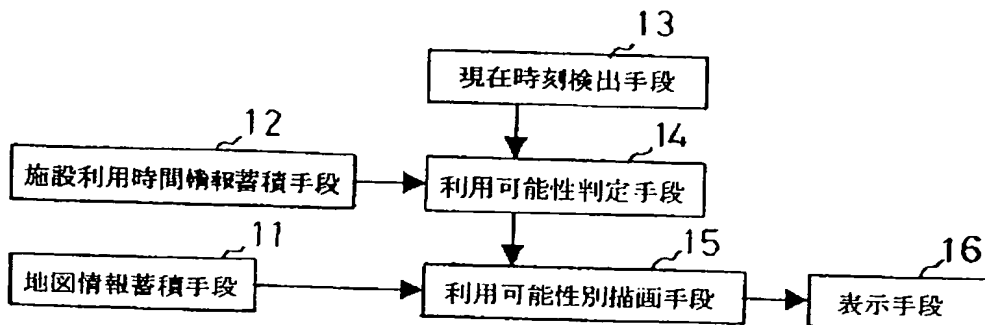 13
現在時刻検出手段
12
14
施設利用時間情報蓄積手段
利用可能性判定手段
11
15
16
地図情報蓄積手段
利用可能性別描画手段
表示手段